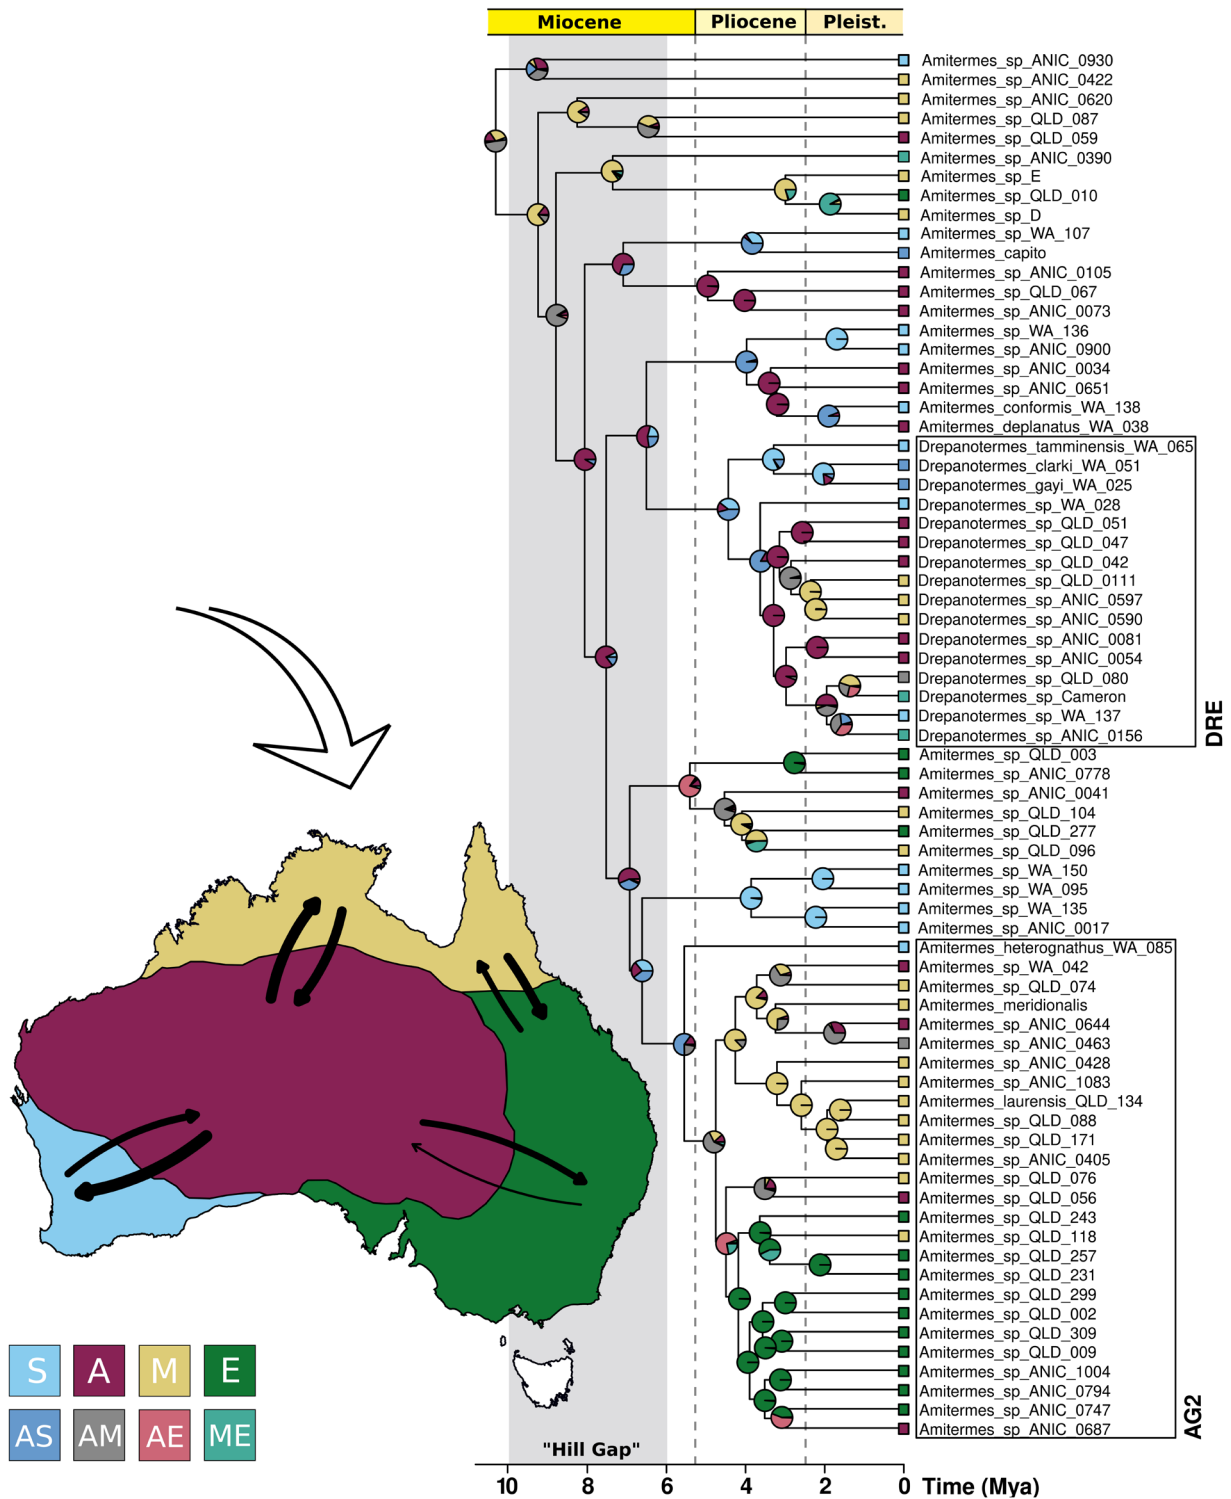 Miocene Pliocene Pleist.
Amitermes_sp_ANIC_0930
Amitermes_sp_ANIC_0422
Amitermes_sp_ANIC_0620
Amitermes_sp_QLD_087
Amitermes_sp_QLD_059
Amitermes_sp_ANIC_0390
Amitermes_sp_E
Amitermes_sp_QLD_010
Amitermes_sp_D
Amitermes_sp_WA_107
Amitermes_capito
Amitermes_sp_ANIC_0105
Amitermes_sp_QLD_067
Amitermes_sp_ANIC_0073
Amitermes_sp_WA_136
Amitermes_sp_ANIC_0900
Amitermes_sp_ANIC_0034
Amitermes_sp_ANIC_0651
Amitermes_conformis_WA_138
Amitermes_deplanatus_WA_038
Drepanotermes_tamminensis_WA_065
Drepanotermes_clarki_WA_051
Drepanotermes_gayi_WA_025
Drepanotermes_sp_WA_028
Drepanotermes_sp_QLD_051
Drepanotermes_sp_QLD_047
Drepanotermes_sp_QLD_042
Drepanotermes_sp_QLD_0111
Drepanotermes_sp_ANIC_0597
Drepanotermes_sp_ANIC_0590
Drepanotermes_sp_ANIC_0081
Drepanotermes_sp_ANIC_0054
Drepanotermes_sp_QLD_080
Drepanotermes_sp_Cameron
Drepanotermes_sp_WA_137
Drepanotermes_sp_ANIC_0156
DRE
Amitermes_sp_QLD_003
Amitermes_sp_ANIC_0778
Amitermes_sp_ANIC_0041
Amitermes_sp_QLD_104
Amitermes_sp_QLD_277
Amitermes_sp_QLD_096
Amitermes_sp_WA_150
Amitermes_sp_WA_095
Amitermes_sp_WA_135
Amitermes_sp_ANIC_0017
Amitermes_heterognathus_WA_085
Amitermes_sp_WA_042
Amitermes_sp_QLD_074
Amitermes_meridionalis
Amitermes_sp_ANIC_0644
Amitermes_sp_ANIC_0463
Amitermes_sp_ANIC_0428
Amitermes_sp_ANIC_1083
Amitermes_laurensis_QLD_134
Amitermes_sp_QLD_088
Amitermes_sp_QLD_171
Amitermes_sp_ANIC_0405
Amitermes_sp_QLD_076
Amitermes_sp_QLD_056
Amitermes_sp_QLD_243
Amitermes_sp_QLD_118
Amitermes_sp_QLD_257
Amitermes_sp_QLD_231
Amitermes_sp_QLD_299
Amitermes_sp_QLD_002
Amitermes_sp_QLD_309
Amitermes_sp_QLD_009
Amitermes_sp_ANIC_1004
Amitermes_sp_ANIC_0794
Amitermes_sp_ANIC_0747
Amitermes_sp_ANIC_0687
AG2
S A M E
AS AM AE ME
"Hill Gap"
10 8 6 4 2 0 Time (Mya)